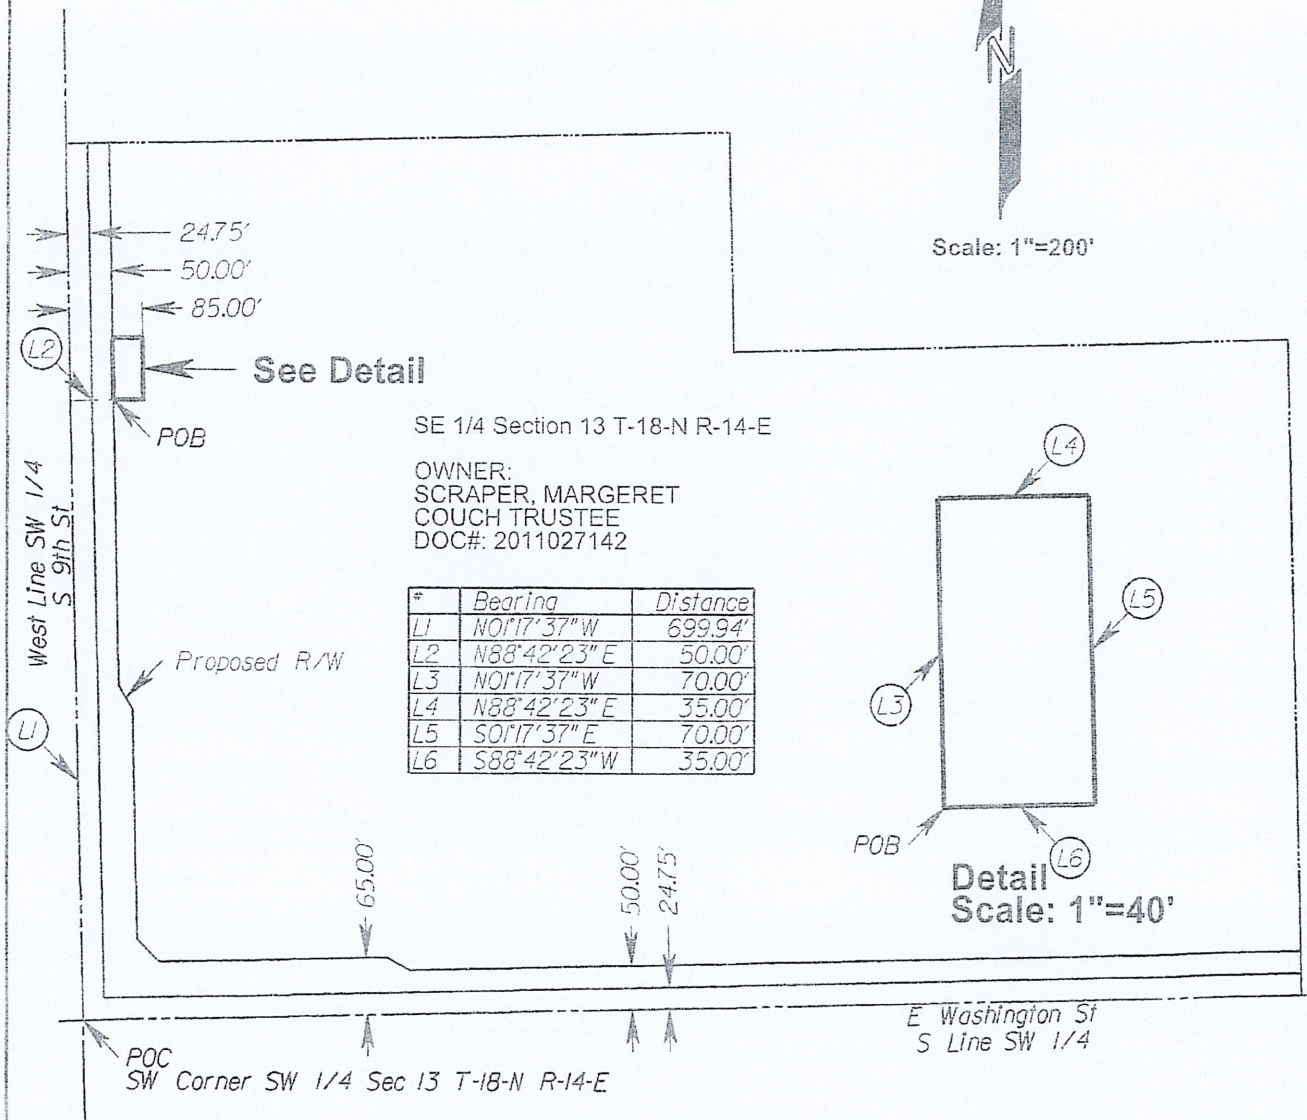 N
Scale: 1"=200'
24.75'
50.00'
85.00'
L2
See Detail
POB
SE 1/4 Section 13 T-18-N R-14-E
OWNER:
SCRAPER, MARGERET
COUCH TRUSTEE
DOC#: 2011027142
West Line SW 1/4
S 9th St
# Bearing Distance
L1 N01°17'37"W 699.94'
L2 N88°42'23"E 50.00'
L3 N01°17'37"W 70.00'
L4 N88°42'23"E 35.00'
L5 S01°17'37"E 70.00'
L6 S88°42'23"W 35.00'
Proposed R/W
L1
L4
L5
L3
POB
L6
Detail
Scale: 1"=40'
65.00'
50.00'
24.75'
E Washington St
S Line SW 1/4
POC
SW Corner SW 1/4 Sec 13 T-18-N R-14-E